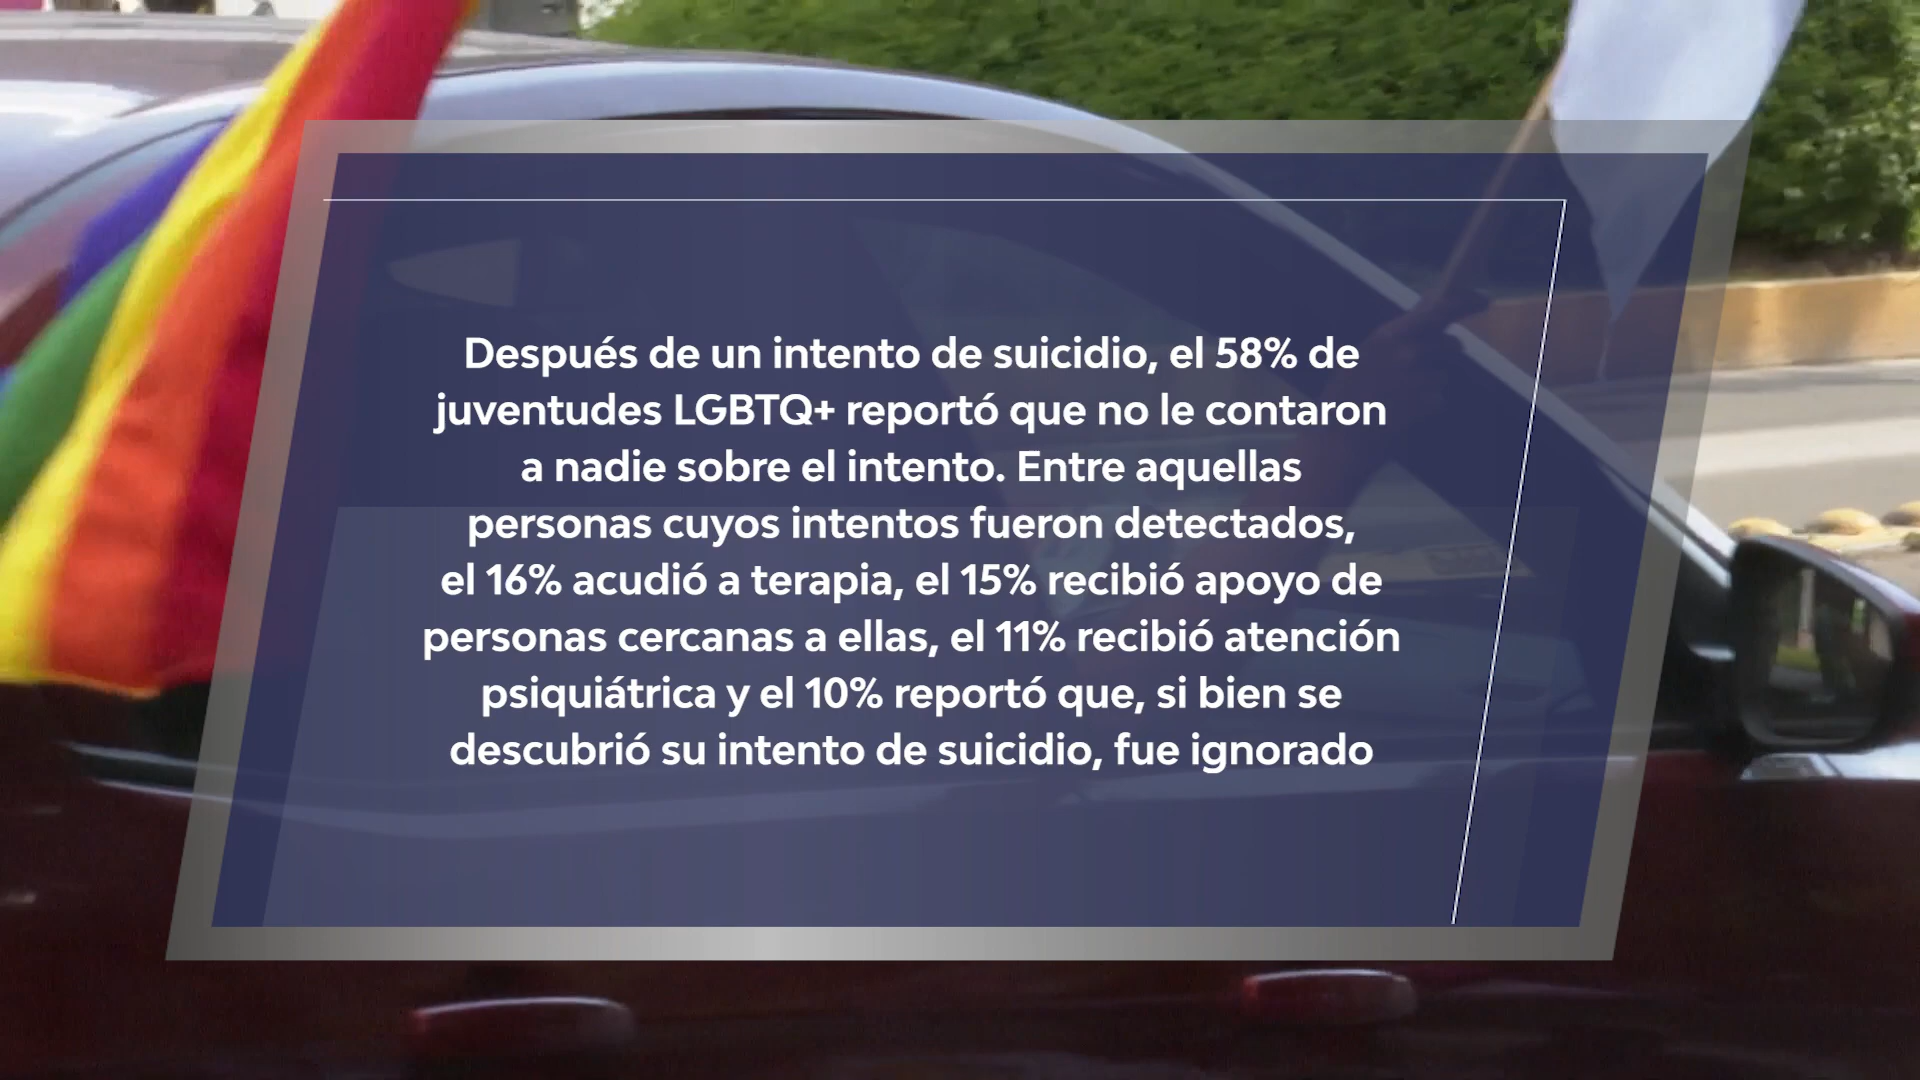 Después de un intento de suicidio, el 58% de
juventudes LGBTQ+ reportó que no le contaron
a nadie sobre el intento. Entre aquellas
personas cuyos intentos fueron detectados,
el 16% acudió a terapia, el 15% recibió apoyo de
personas cercanas a ellas, el 11% recibió atención
psiquiátrica y el 10% reportó que, si bien se
descubrió su intento de suicidio, fue ignorado